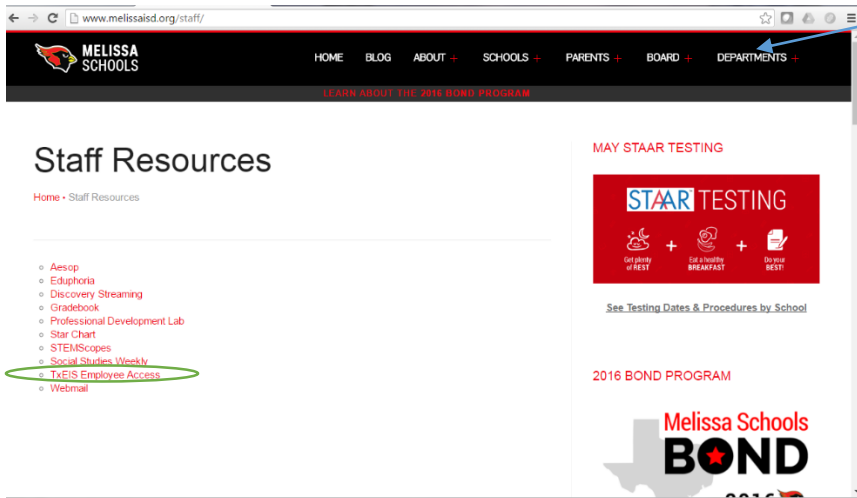 www.melissaisd.org/staff/
MELISSA
SCHOOLS
HOME BLOG ABOUT + SCHOOLS + PARENTS + BOARD + DEPARTMENTS +
LEARN ABOUT THE 2016 BOND PROGRAM
Staff Resources
Home • Staff Resources
Aesop
Eduphoria
Discovery Streaming
Gradebook
Professional Development Lab
Star Chart
STEMScopes
Social Studies Weekly
TxEIS Employee Access
Webmail
MAY STAAR TESTING
STAAR TESTING
+ +
Get plenty
of REST
Eat a healthy
BREAKFAST
Do your
BEST!
See Testing Dates & Procedures by School
2016 BOND PROGRAM
Melissa Schools
BOND
2016